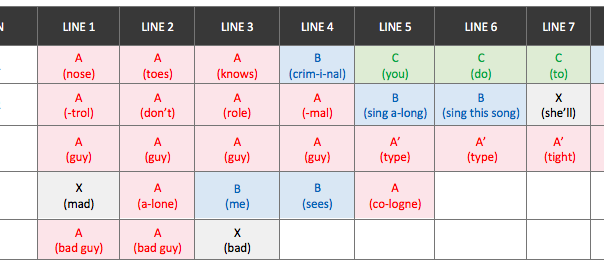 N LINE 1 LINE 2 LINE 3 LINE 4 LINE 5 LINE 6 LINE 7
A A A B C C C
(nose) (toes) (knows) (crim-i-nal) (you) (do) (to)
A A A A B B X
(-trol) (don't) (role) (-mal) (sing a-long) (sing this song) (she'll)
A A A A A' A' A'
(guy) (guy) (guy) (guy) (type) (type) (tight)
X A B B A
(mad) (a-lone) (me) (sees) (co-logne)
A A X
(bad guy) (bad guy) (bad)